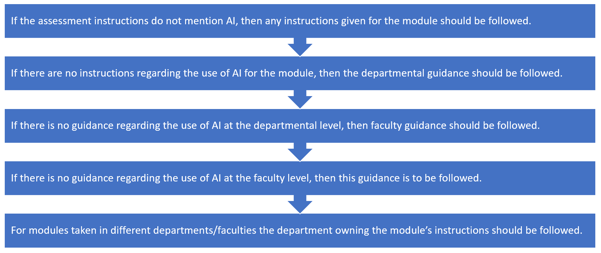 If the assessment instructions do not mention AI, then any instructions given for the module should be followed.
If there are no instructions regarding the use of AI for the module, then the departmental guidance should be followed.
If there is no guidance regarding the use of AI at the departmental level, then faculty guidance should be followed.
If there is no guidance regarding the use of AI at the faculty level, then this guidance is to be followed.
For modules taken in different departments/faculties the department owning the module's instructions should be followed.